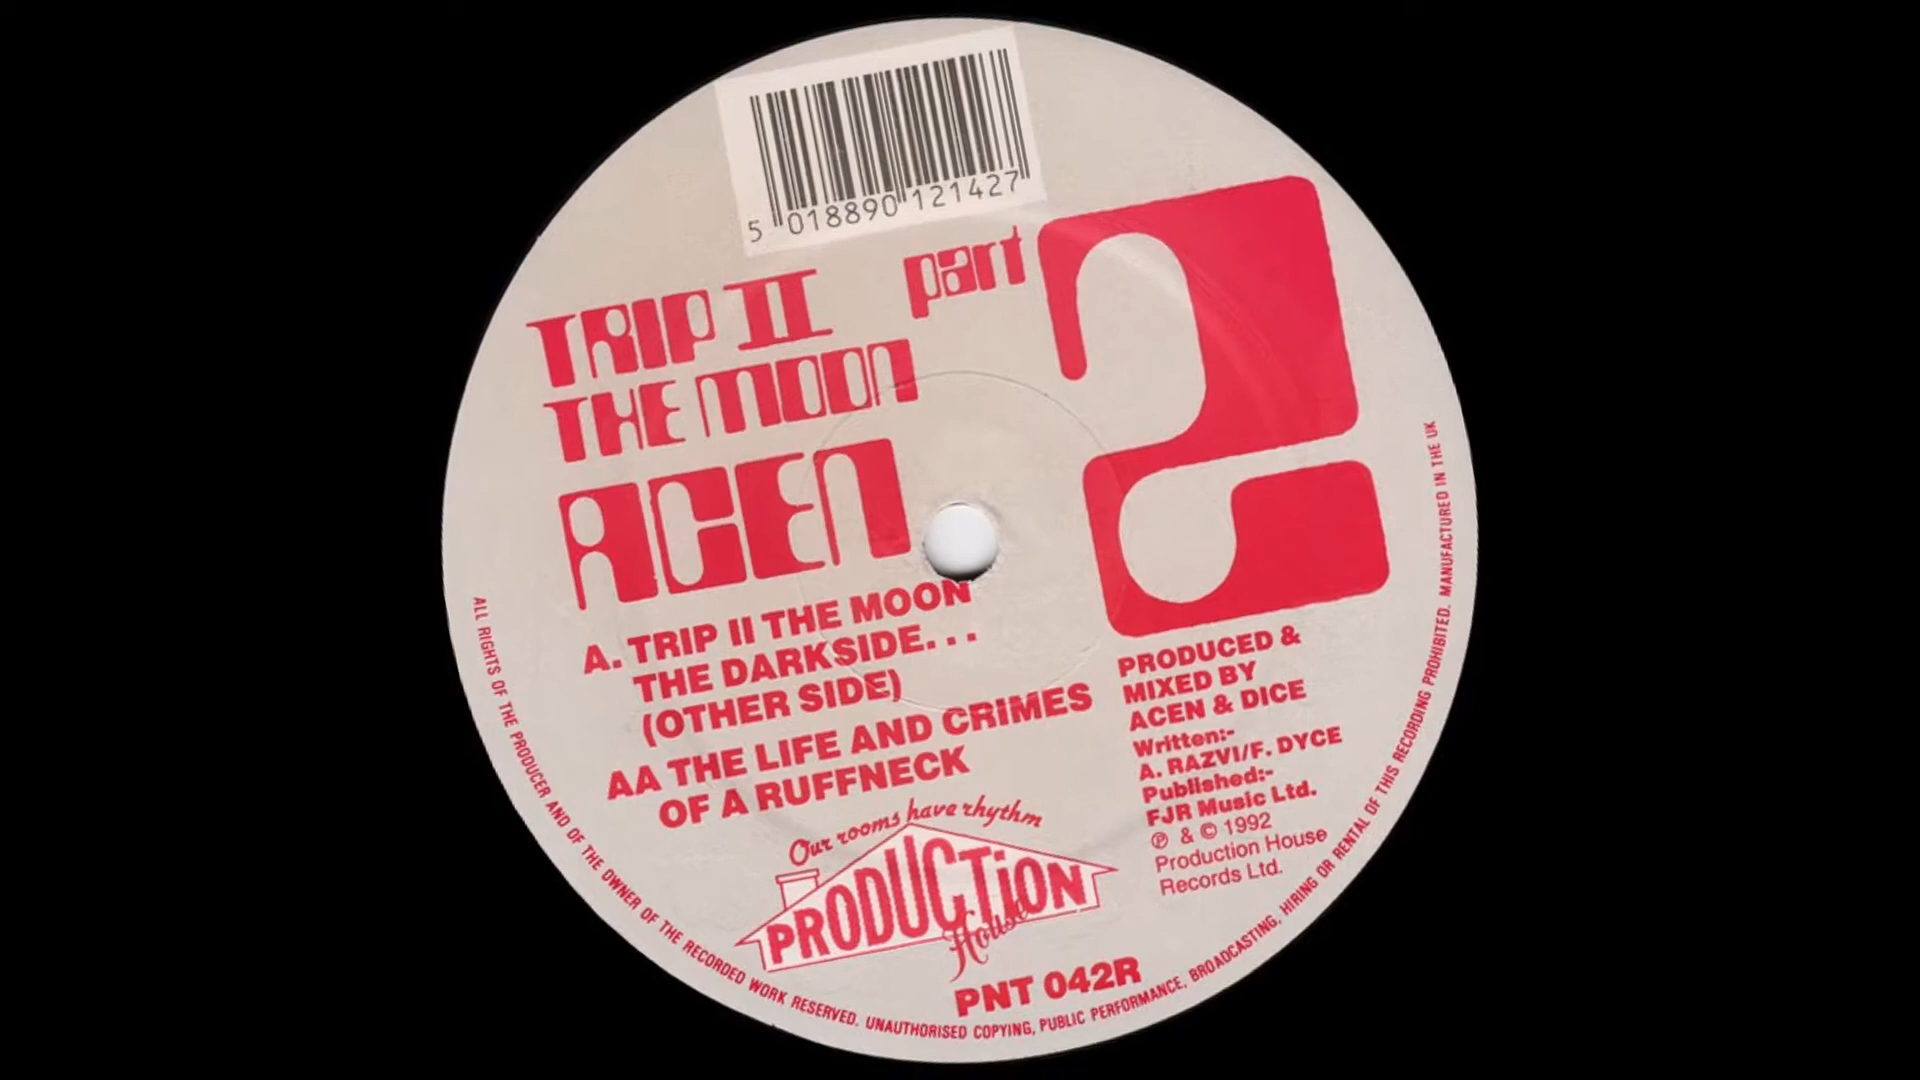 5 018890 121427
TRIP II part 2
THE MOON
ACEN
A. TRIP II THE MOON
THE DARKSIDE...
(OTHER SIDE)
AA THE LIFE AND CRIMES
OF A RUFFNECK
PRODUCED &
MIXED BY
ACEN & DICE
Written:-
A. RAZVI/F. DYCE
Published:-
FJR Music Ltd.
℗ & © 1992
Production House
Records Ltd.
Our rooms have rhythm
PRODUCTiON
House
PNT 042R
ALL RIGHTS OF THE PRODUCER AND OF THE OWNER OF THE RECORDED WORK RESERVED. UNAUTHORISED COPYING, PUBLIC PERFORMANCE, BROADCASTING, HIRING OR RENTAL OF THIS RECORDING PROHIBITED. MANUFACTURED IN THE UK